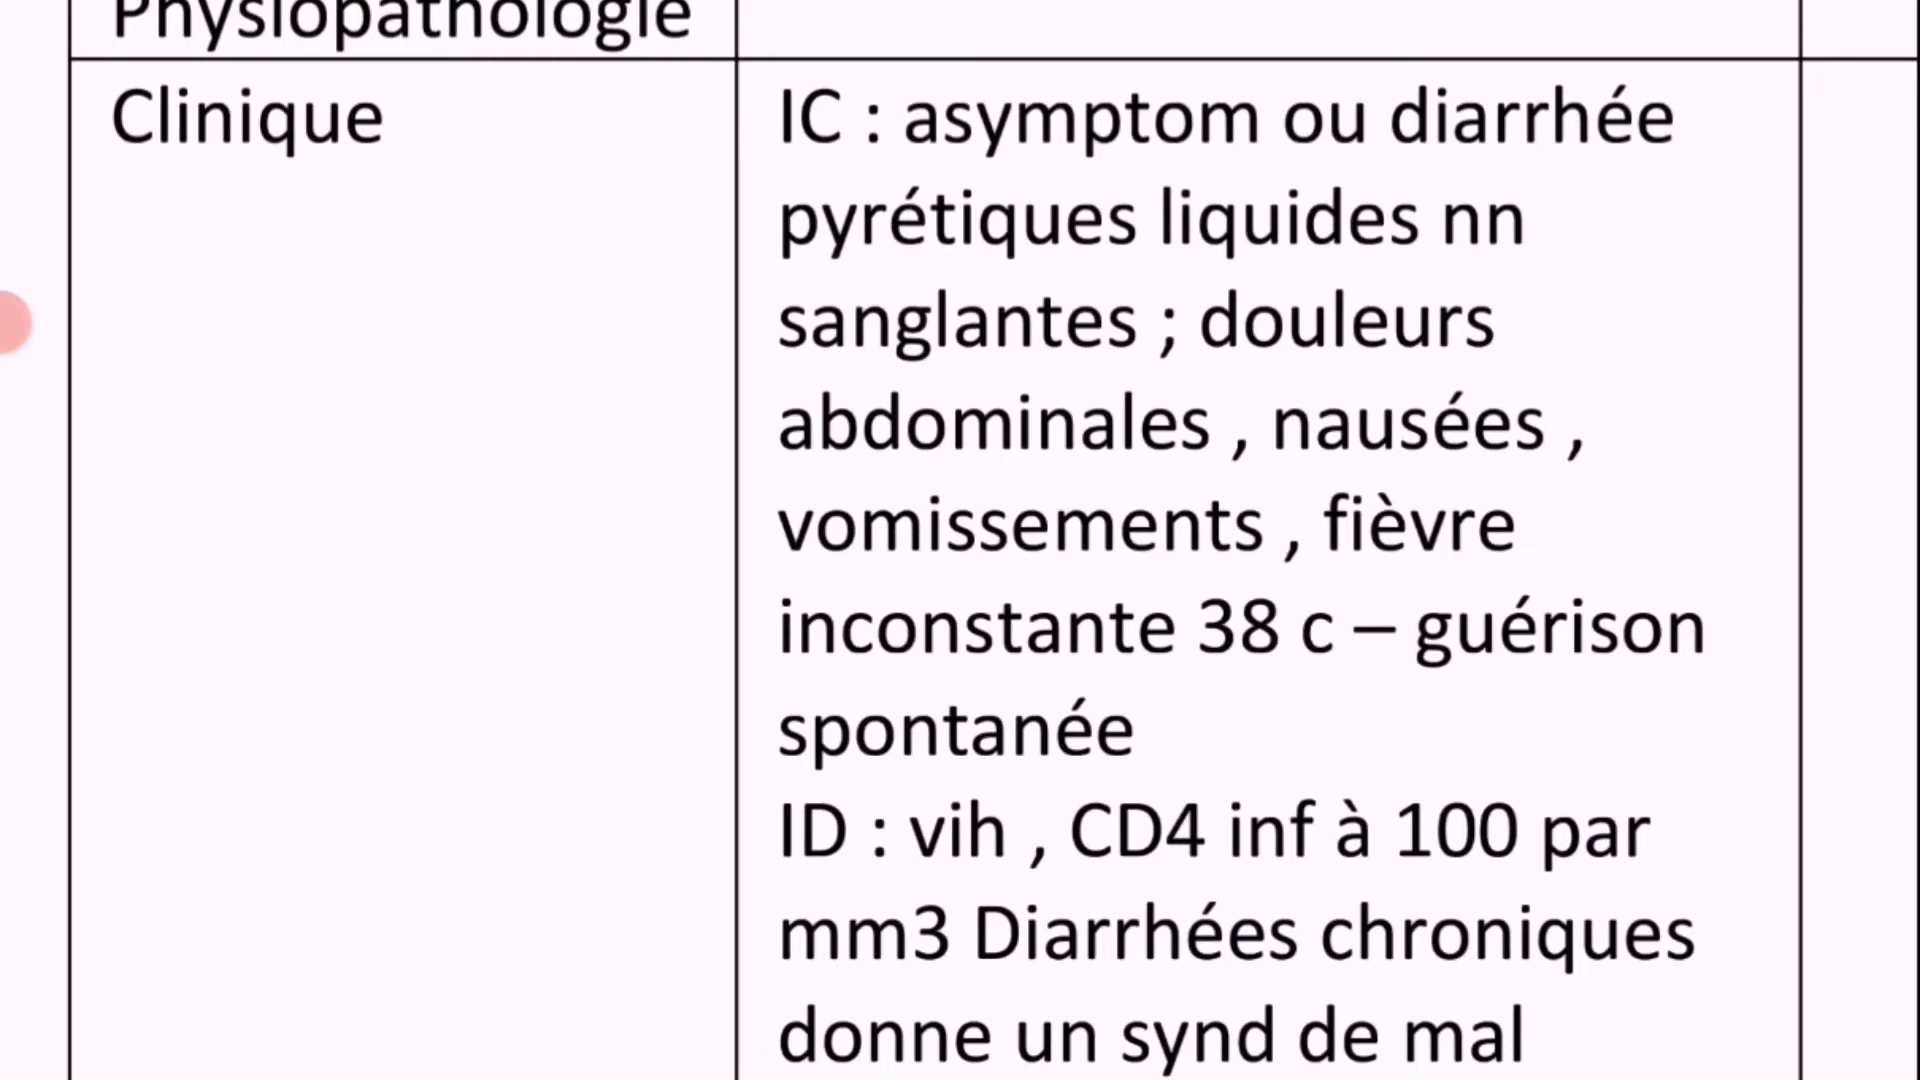 Physiopathologie
Clinique
IC : asymptom ou diarrhée
pyrétiques liquides nn
sanglantes ; douleurs
abdominales , nausées ,
vomissements , fièvre
inconstante 38 c – guérison
spontanée
ID : vih , CD4 inf à 100 par
mm3 Diarrhées chroniques
donne un synd de mal